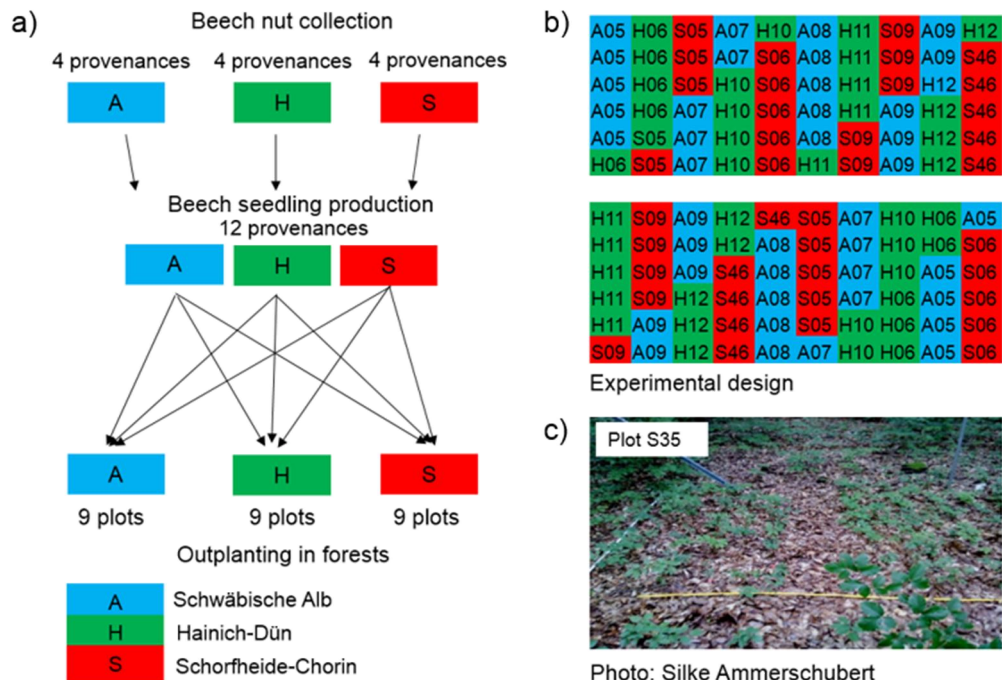 a)
Beech nut collection
4 provenances 4 provenances 4 provenances
A H S
Beech seedling production
12 provenances
A H S
A H S
9 plots 9 plots 9 plots
Outplanting in forests
A Schwäbische Alb
H Hainich-Dün
S Schorfheide-Chorin
b)
A05 H06 S05 A07 H10 A08 H11 S09 A09 H12
A05 H06 S05 A07 S06 A08 H11 S09 A09 S46
A05 H06 S05 H10 S06 A08 H11 S09 H12 S46
A05 H06 A07 H10 S06 A08 H11 A09 H12 S46
A05 S05 A07 H10 S06 A08 S09 A09 H12 S46
H06 S05 A07 H10 S06 H11 S09 A09 H12 S46
H11 S09 A09 H12 S46 S05 A07 H10 H06 A05
H11 S09 A09 H12 A08 S05 A07 H10 H06 S06
H11 S09 A09 S46 A08 S05 A07 H10 A05 S06
H11 S09 H12 S46 A08 S05 A07 H06 A05 S06
H11 A09 H12 S46 A08 S05 H10 H06 A05 S06
S09 A09 H12 S46 A08 A07 H10 H06 A05 S06
Experimental design
c)
Plot S35
Photo: Silke Ammerschubert